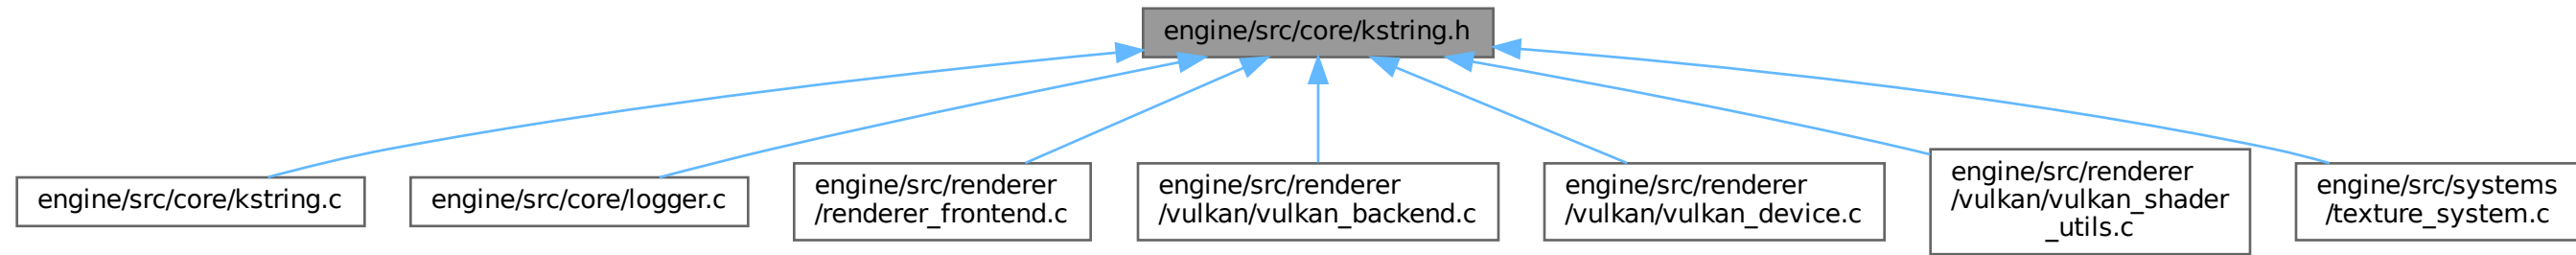 engine/src/core/kstring.h
engine/src/core/kstring.c
engine/src/core/logger.c
engine/src/renderer
/renderer_frontend.c
engine/src/renderer
/vulkan/vulkan_backend.c
engine/src/renderer
/vulkan/vulkan_device.c
engine/src/renderer
/vulkan/vulkan_shader
_utils.c
engine/src/systems
/texture_system.c